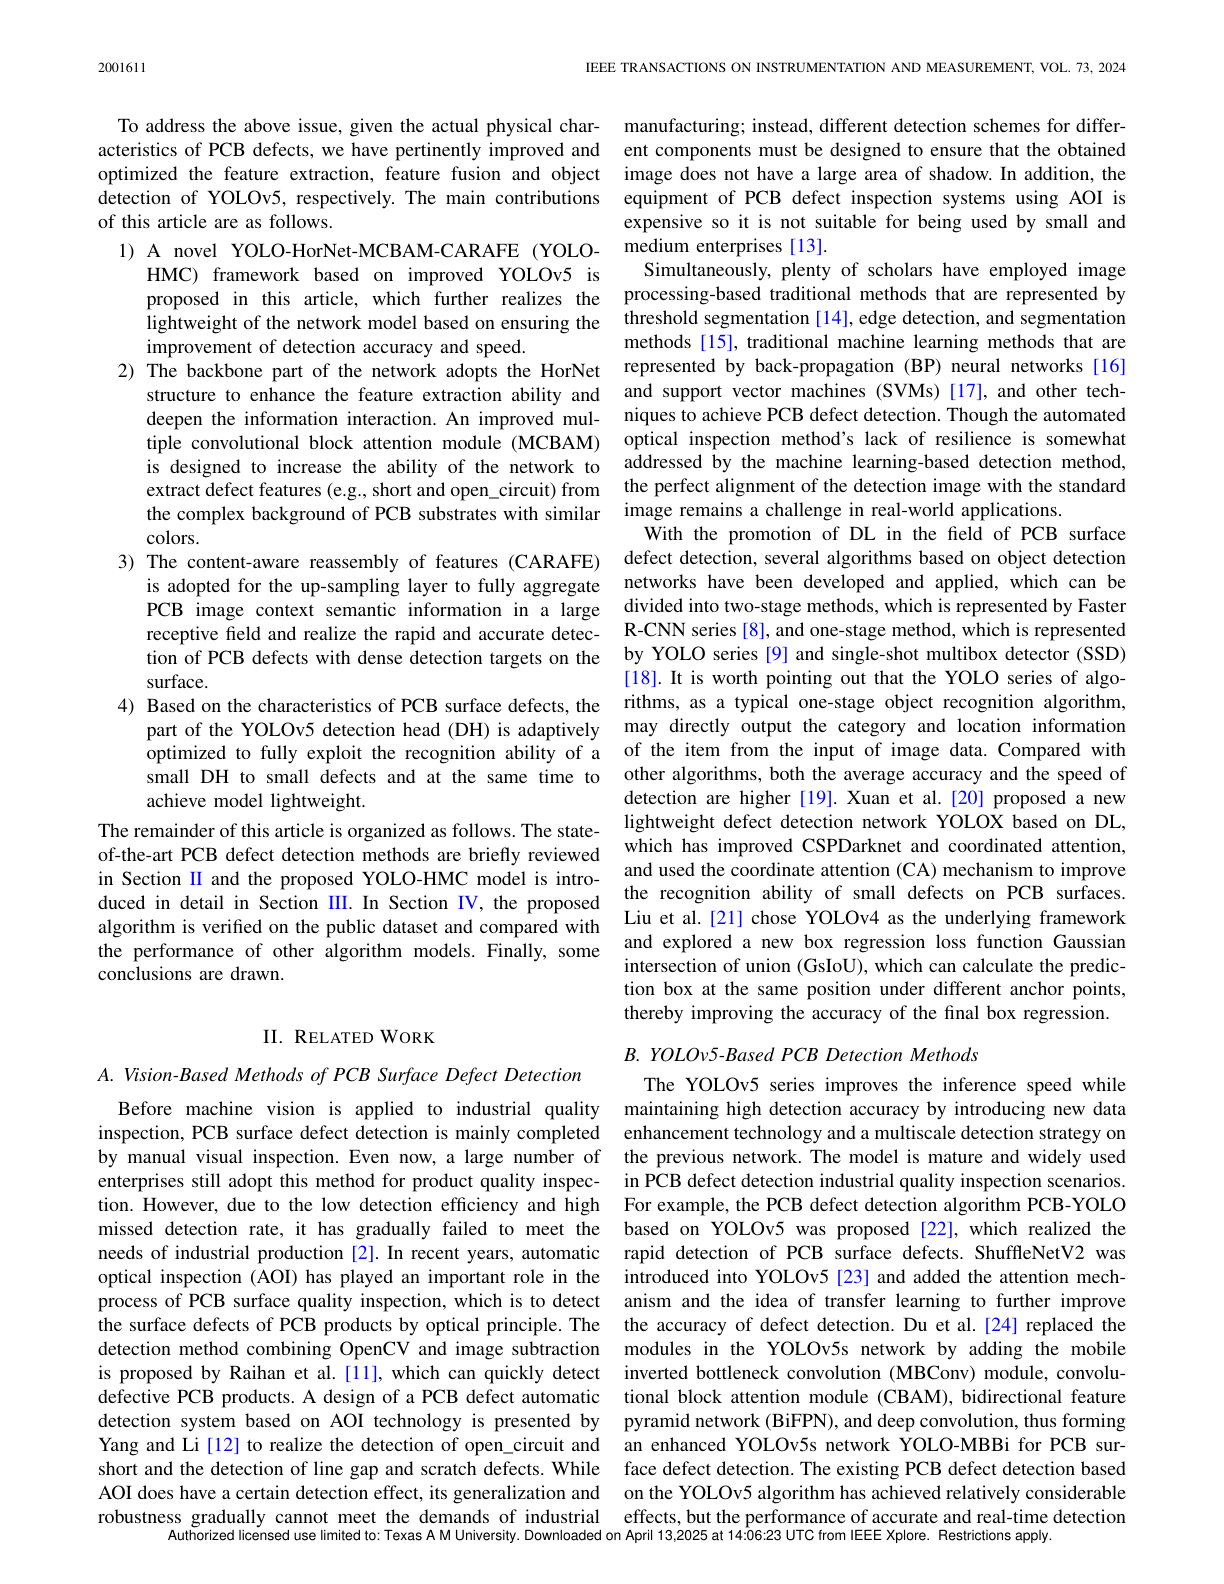 2001611
IEEE TRANSACTIONS ON INSTRUMENTATION AND MEASUREMENT, VOL. 73, 2024
To address the above issue, given the actual physical char-
acteristics of PCB defects, we have pertinently improved and
optimized the feature extraction, feature fusion and object
detection of YOLOv5, respectively. The main contributions
of this article are as follows.
1) A novel YOLO-HorNet-MCBAM-CARAFE (YOLO-
HMC) framework based on improved YOLOv5 is
proposed in this article, which further realizes the
lightweight of the network model based on ensuring the
improvement of detection accuracy and speed.
2) The backbone part of the network adopts the HorNet
structure to enhance the feature extraction ability and
deepen the information interaction. An improved mul-
tiple convolutional block attention module (MCBAM)
is designed to increase the ability of the network to
extract defect features (e.g., short and open_circuit) from
the complex background of PCB substrates with similar
colors.
3) The content-aware reassembly of features (CARAFE)
is adopted for the up-sampling layer to fully aggregate
PCB image context semantic information in a large
receptive field and realize the rapid and accurate detec-
tion of PCB defects with dense detection targets on the
surface.
4) Based on the characteristics of PCB surface defects, the
part of the YOLOv5 detection head (DH) is adaptively
optimized to fully exploit the recognition ability of a
small DH to small defects and at the same time to
achieve model lightweight.
The remainder of this article is organized as follows. The state-
of-the-art PCB defect detection methods are briefly reviewed
in Section II and the proposed YOLO-HMC model is intro-
duced in detail in Section III. In Section IV, the proposed
algorithm is verified on the public dataset and compared with
the performance of other algorithm models. Finally, some
conclusions are drawn.
II. RELATED WORK
A. Vision-Based Methods of PCB Surface Defect Detection
Before machine vision is applied to industrial quality
inspection, PCB surface defect detection is mainly completed
by manual visual inspection. Even now, a large number of
enterprises still adopt this method for product quality inspec-
tion. However, due to the low detection efficiency and high
missed detection rate, it has gradually failed to meet the
needs of industrial production [2]. In recent years, automatic
optical inspection (AOI) has played an important role in the
process of PCB surface quality inspection, which is to detect
the surface defects of PCB products by optical principle. The
detection method combining OpenCV and image subtraction
is proposed by Raihan et al. [11], which can quickly detect
defective PCB products. A design of a PCB defect automatic
detection system based on AOI technology is presented by
Yang and Li [12] to realize the detection of open_circuit and
short and the detection of line gap and scratch defects. While
AOI does have a certain detection effect, its generalization and
robustness gradually cannot meet the demands of industrial
manufacturing; instead, different detection schemes for differ-
ent components must be designed to ensure that the obtained
image does not have a large area of shadow. In addition, the
equipment of PCB defect inspection systems using AOI is
expensive so it is not suitable for being used by small and
medium enterprises [13].
Simultaneously, plenty of scholars have employed image
processing-based traditional methods that are represented by
threshold segmentation [14], edge detection, and segmentation
methods [15], traditional machine learning methods that are
represented by back-propagation (BP) neural networks [16]
and support vector machines (SVMs) [17], and other tech-
niques to achieve PCB defect detection. Though the automated
optical inspection method's lack of resilience is somewhat
addressed by the machine learning-based detection method,
the perfect alignment of the detection image with the standard
image remains a challenge in real-world applications.
With the promotion of DL in the field of PCB surface
defect detection, several algorithms based on object detection
networks have been developed and applied, which can be
divided into two-stage methods, which is represented by Faster
R-CNN series [8], and one-stage method, which is represented
by YOLO series [9] and single-shot multibox detector (SSD)
[18]. It is worth pointing out that the YOLO series of algo-
rithms, as a typical one-stage object recognition algorithm,
may directly output the category and location information
of the item from the input of image data. Compared with
other algorithms, both the average accuracy and the speed of
detection are higher [19]. Xuan et al. [20] proposed a new
lightweight defect detection network YOLOX based on DL,
which has improved CSPDarknet and coordinated attention,
and used the coordinate attention (CA) mechanism to improve
the recognition ability of small defects on PCB surfaces.
Liu et al. [21] chose YOLOv4 as the underlying framework
and explored a new box regression loss function Gaussian
intersection of union (GsIoU), which can calculate the predic-
tion box at the same position under different anchor points,
thereby improving the accuracy of the final box regression.
B. YOLOv5-Based PCB Detection Methods
The YOLOv5 series improves the inference speed while
maintaining high detection accuracy by introducing new data
enhancement technology and a multiscale detection strategy on
the previous network. The model is mature and widely used
in PCB defect detection industrial quality inspection scenarios.
For example, the PCB defect detection algorithm PCB-YOLO
based on YOLOv5 was proposed [22], which realized the
rapid detection of PCB surface defects. ShuffleNetV2 was
introduced into YOLOv5 [23] and added the attention mech-
anism and the idea of transfer learning to further improve
the accuracy of defect detection. Du et al. [24] replaced the
modules in the YOLOv5s network by adding the mobile
inverted bottleneck convolution (MBConv) module, convolu-
tional block attention module (CBAM), bidirectional feature
pyramid network (BiFPN), and deep convolution, thus forming
an enhanced YOLOv5s network YOLO-MBBi for PCB sur-
face defect detection. The existing PCB defect detection based
on the YOLOv5 algorithm has achieved relatively considerable
effects, but the performance of accurate and real-time detection
Authorized licensed use limited to: Texas A M University. Downloaded on April 13,2025 at 14:06:23 UTC from IEEE Xplore. Restrictions apply.